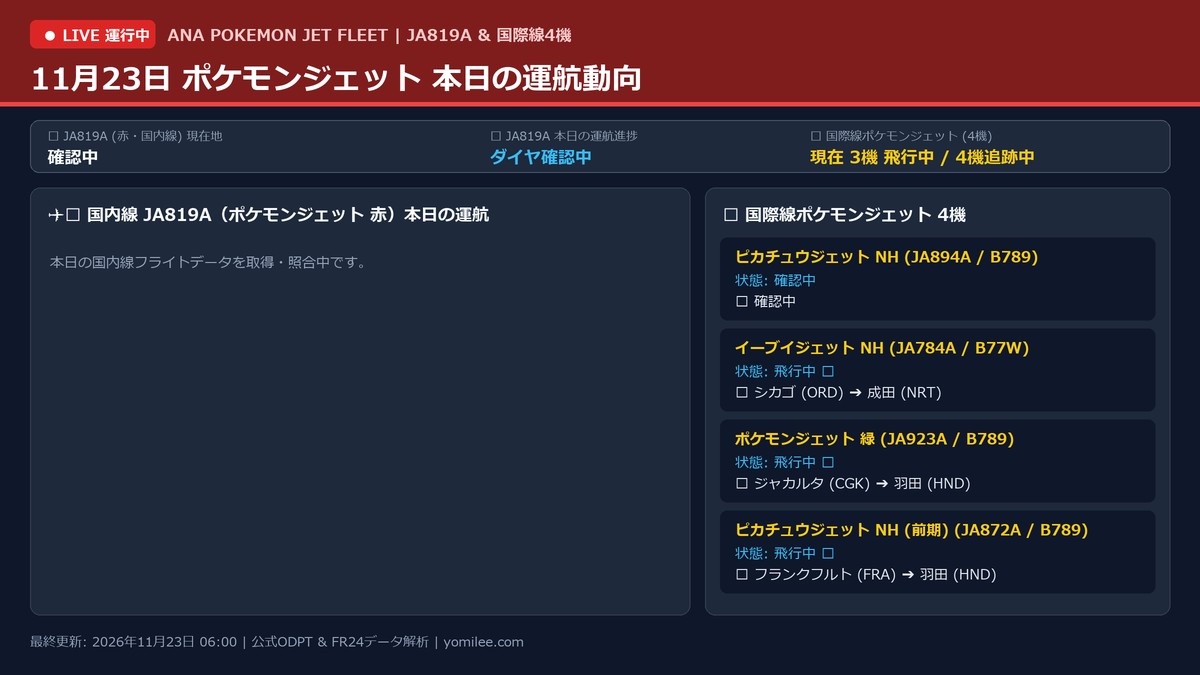 ● LIVE 運行中 ANA POKEMON JET FLEET | JA819A & 国際線4機
11月23日 ポケモンジェット 本日の運航動向
□ JA819A (赤・国内線) 現在地
確認中
□ JA819A 本日の運航進捗
ダイヤ確認中
□ 国際線ポケモンジェット (4機)
現在 3機 飛行中 / 4機追跡中
✈□ 国内線 JA819A（ポケモンジェット 赤）本日の運航
本日の国内線フライトデータを取得・照合中です。
□ 国際線ポケモンジェット 4機
ピカチュウジェット NH (JA894A / B789)
状態: 確認中
□ 確認中
イーブイジェット NH (JA784A / B77W)
状態: 飛行中 □
□ シカゴ (ORD) ➔ 成田 (NRT)
ポケモンジェット 緑 (JA923A / B789)
状態: 飛行中 □
□ ジャカルタ (CGK) ➔ 羽田 (HND)
ピカチュウジェット NH (前期) (JA872A / B789)
状態: 飛行中 □
□ フランクフルト (FRA) ➔ 羽田 (HND)
最終更新: 2026年11月23日 06:00 | 公式ODPT & FR24データ解析 | yomilee.com